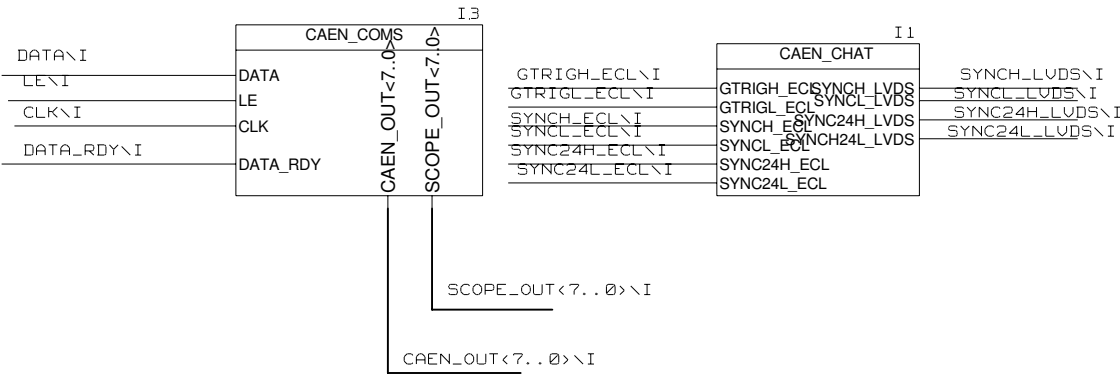 I3
CAEN_COMS
DATA\I
LE\I
CLK\I
DATA_RDY\I
DATA
LE
CLK
DATA_RDY
CAEN_OUT<7..0>
SCOPE_OUT<7..0>
SCOPE_OUT<7..0>\I
CAEN_OUT<7..0>\I
I1
CAEN_CHAT
GTRIGH_ECL\I
GTRIGL_ECL\I
SYNCH_ECL\I
SYNCL_ECL\I
SYNC24H_ECL\I
SYNC24L_ECL\I
GTRIGH_ECL
GTRIGL_ECL
SYNCH_ECL
SYNCL_ECL
SYNC24H_ECL
SYNC24L_ECL
SYNCH_LVDS
SYNCL_LVDS
SYNC24H_LVDS
SYNCH24L_LVDS
SYNCH_LVDS\I
SYNCL_LVDS\I
SYNC24H_LVDS\I
SYNC24L_LVDS\I